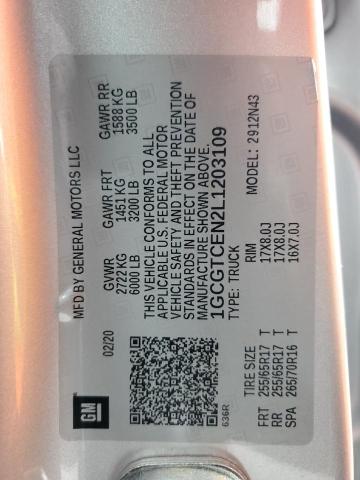 MFD BY GENERAL MOTORS LLC
02/20
GVWR GAWR FRT GAWR RR
2722 KG 1451 KG 1588 KG
6000 LB 3200 LB 3500 LB
THIS VEHICLE CONFORMS TO ALL
APPLICABLE U.S. FEDERAL MOTOR
VEHICLE SAFETY AND THEFT PREVENTION
STANDARDS IN EFFECT ON THE DATE OF
MANUFACTURE SHOWN ABOVE.
1GCGTCEN2L1203109
TYPE: TRUCK MODEL: 2912N43
GM
636R
TIRE SIZE RIM
FRT 255/65R17 T 17X8.0J
RR 255/65R17 T 17X8.0J
SPA 265/70R16 T 16X7.0J